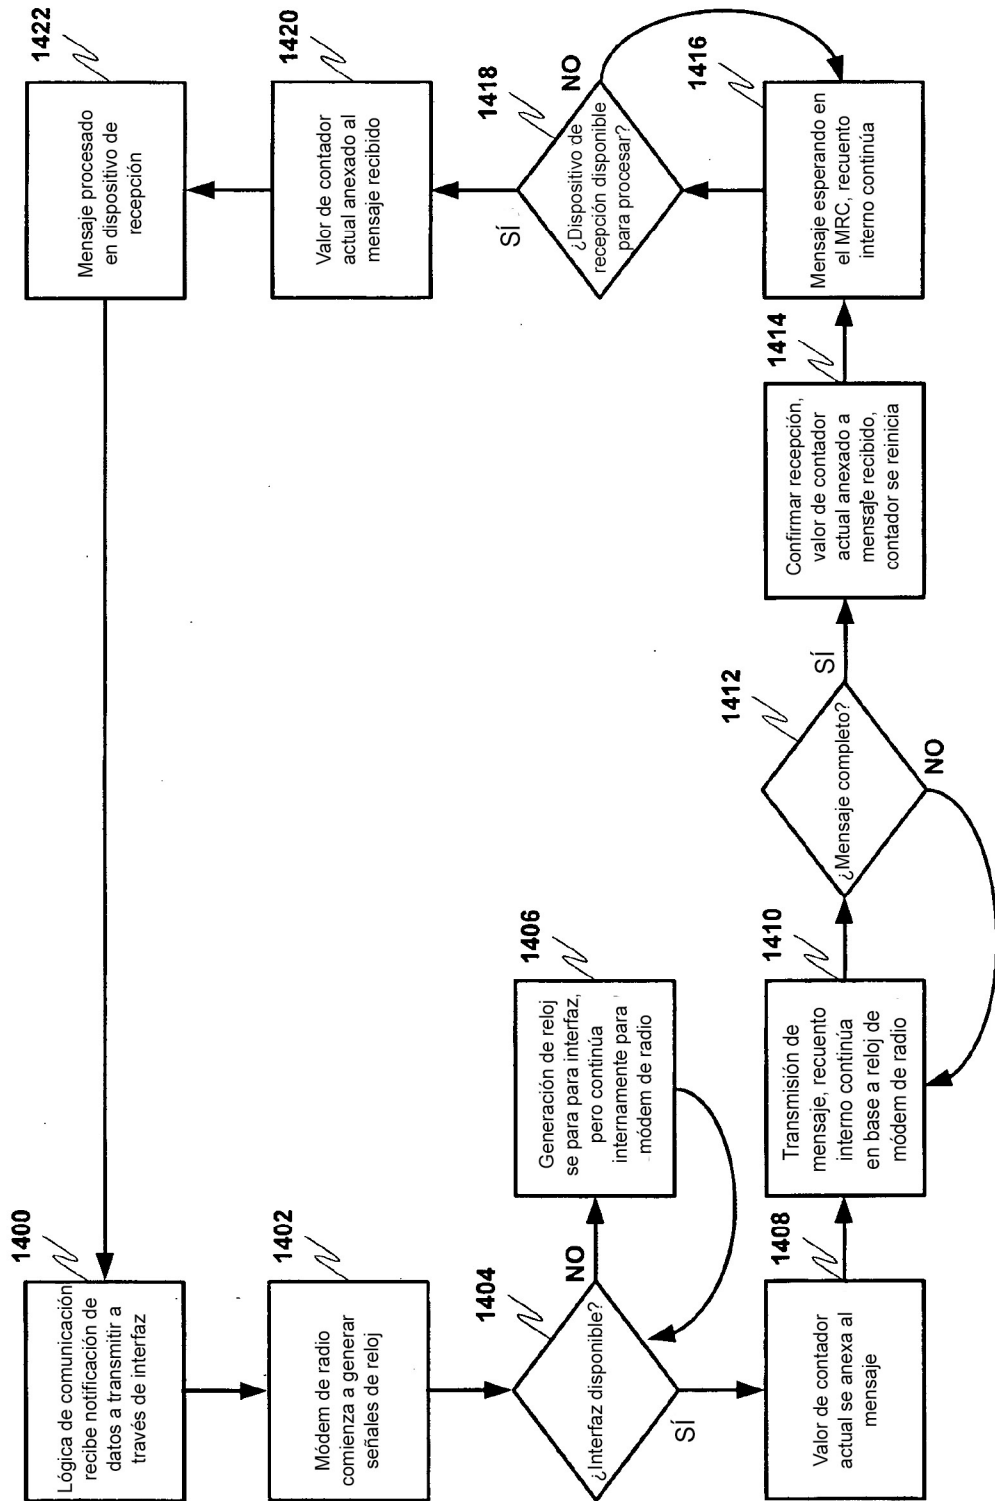 1400
Lógica de comunicación
recibe notificación de
datos a transmitir a
través de interfaz
1402
Módem de radio
comienza a generar
señales de reloj
1404
¿Interfaz disponible?
NO
SÍ
1406
Generación de reloj
se para para interfaz,
pero continúa
internamente para
módem de radio
1408
Valor de contador
actual se anexa al
mensaje
1410
Transmisión de
mensaje, recuento
interno continúa
en base a reloj de
módem de radio
1412
¿Mensaje completo?
SÍ
NO
1414
Confirmar recepción,
valor de contador
actual anexado a
mensaje recibido,
contador se reinicia
1416
Mensaje esperando en
el MRC, recuento
interno continúa
1418
¿Dispositivo de
recepción disponible
para procesar?
NO
SÍ
1420
Valor de contador
actual anexado al
mensaje recibido
1422
Mensaje procesado
en dispositivo de
recepción